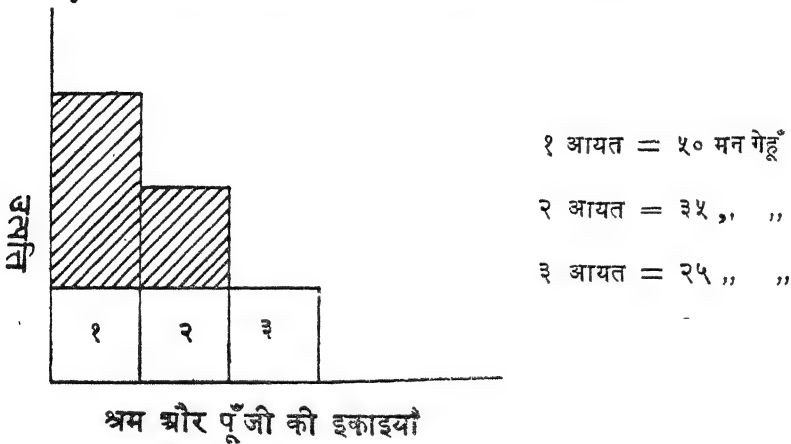 १ आयत = ५० मन गेहूँ
२ आयत = ३५ ,, ,,
३ आयत = २५ ,, ,,
उत्पत्ति
१ २ ३
श्रम और पूँजी की इकाइयाँ